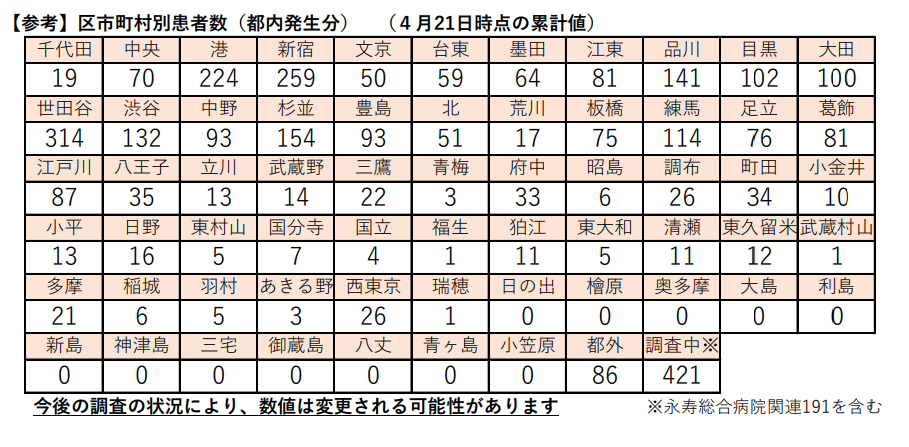 【参考】区市町村別患者数（都内発生分）　（４月21日時点の累計値）
千代田 中央 港 新宿 文京 台東 墨田 江東 品川 目黒 大田
19 70 224 259 50 59 64 81 141 102 100
世田谷 渋谷 中野 杉並 豊島 北 荒川 板橋 練馬 足立 葛飾
314 132 93 154 93 51 17 75 114 76 81
江戸川 八王子 立川 武蔵野 三鷹 青梅 府中 昭島 調布 町田 小金井
87 35 13 14 22 3 33 6 26 34 10
小平 日野 東村山 国分寺 国立 福生 狛江 東大和 清瀬 東久留米 武蔵村山
13 16 5 7 4 1 11 5 11 12 1
多摩 稲城 羽村 あきる野 西東京 瑞穂 日の出 檜原 奥多摩 大島 利島
21 6 5 3 26 1 0 0 0 0 0
新島 神津島 三宅 御蔵島 八丈 青ヶ島 小笠原 都外 調査中※
0 0 0 0 0 0 0 86 421
今後の調査の状況により、数値は変更される可能性があります ※永寿総合病院関連191を含む